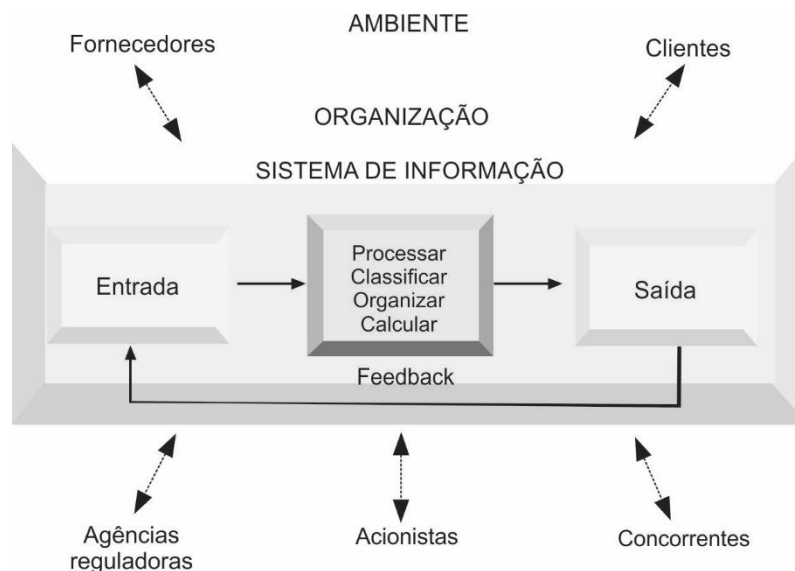 AMBIENTE
Fornecedores
Clientes
ORGANIZAÇÃO
SISTEMA DE INFORMAÇÃO
Entrada
Processar
Classificar
Organizar
Calcular
Saída
Feedback
Agências
reguladoras
Acionistas
Concorrentes